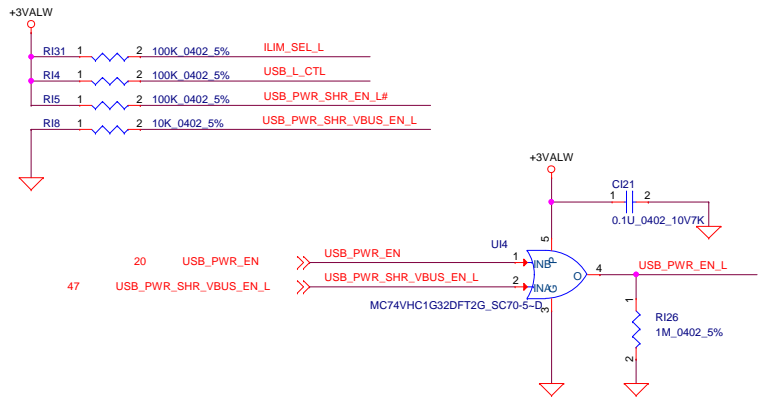 +3VALW
RI31 1 2 100K_0402_5% ILIM_SEL_L
RI4 1 2 100K_0402_5% USB_L_CTL
RI5 1 2 100K_0402_5% USB_PWR_SHR_EN_L#
RI8 1 2 10K_0402_5% USB_PWR_SHR_VBUS_EN_L
+3VALW
CI21
1 2
0.1U_0402_10V7K
UI4
5
20 USB_PWR_EN USB_PWR_EN 1 INB P
O 4 USB_PWR_EN_L
47 USB_PWR_SHR_VBUS_EN_L USB_PWR_SHR_VBUS_EN_L 2 INA G
MC74VHC1G32DFT2G_SC70-5~D
3
1
RI26
1M_0402_5%
2